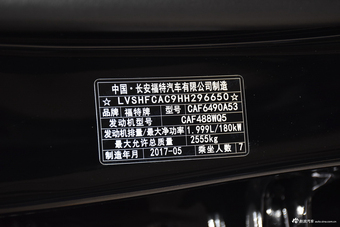 中国·长安福特汽车有限公司制造
☆LVSHFCAC9HH296650☆
品牌 福特牌 型号 CAF6490A53
发动机型号 CAF488WQ5
发动机排量/最大净功率 1.999L/180kW
最大允许总质量 2555kg
制造年月 2017-05 乘坐人数 7